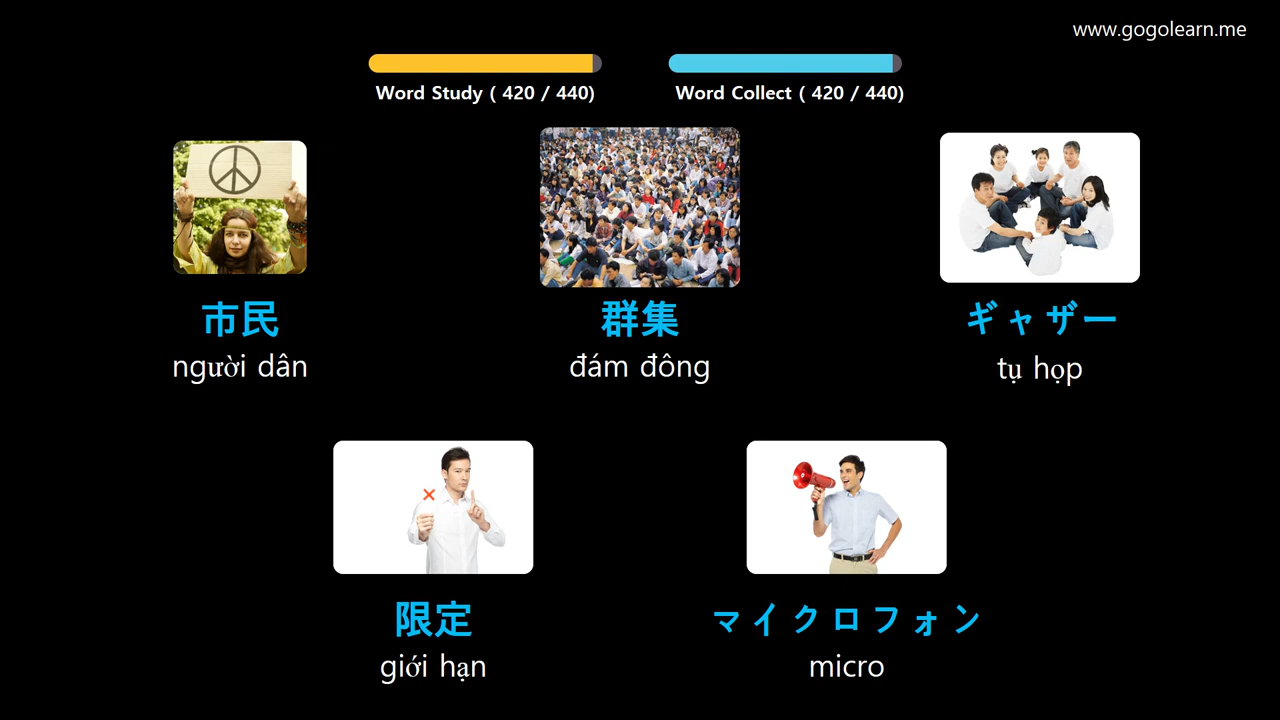 www.gogolearn.me
Word Study ( 420 / 440)
Word Collect ( 420 / 440)
市民
người dân
群集
đám đông
ギャザー
tụ họp
限定
giới hạn
マイクロフォン
micro